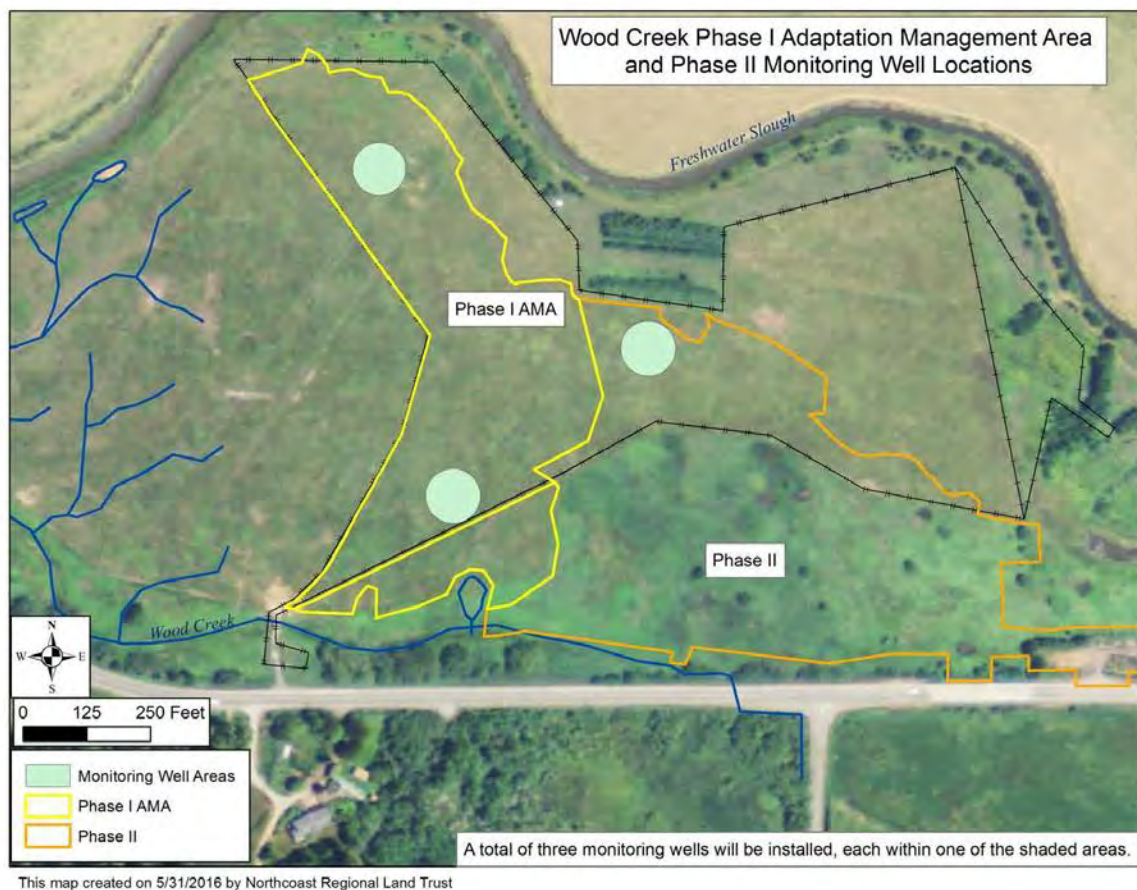 Wood Creek Phase I Adaptation Management Area
and Phase II Monitoring Well Locations
Freshwater Slough
Phase I AMA
Phase II
Wood Creek
N
W E
S
0 125 250 Feet
Monitoring Well Areas
Phase I AMA
Phase II
A total of three monitoring wells will be installed, each within one of the shaded areas.
This map created on 5/31/2016 by Northcoast Regional Land Trust